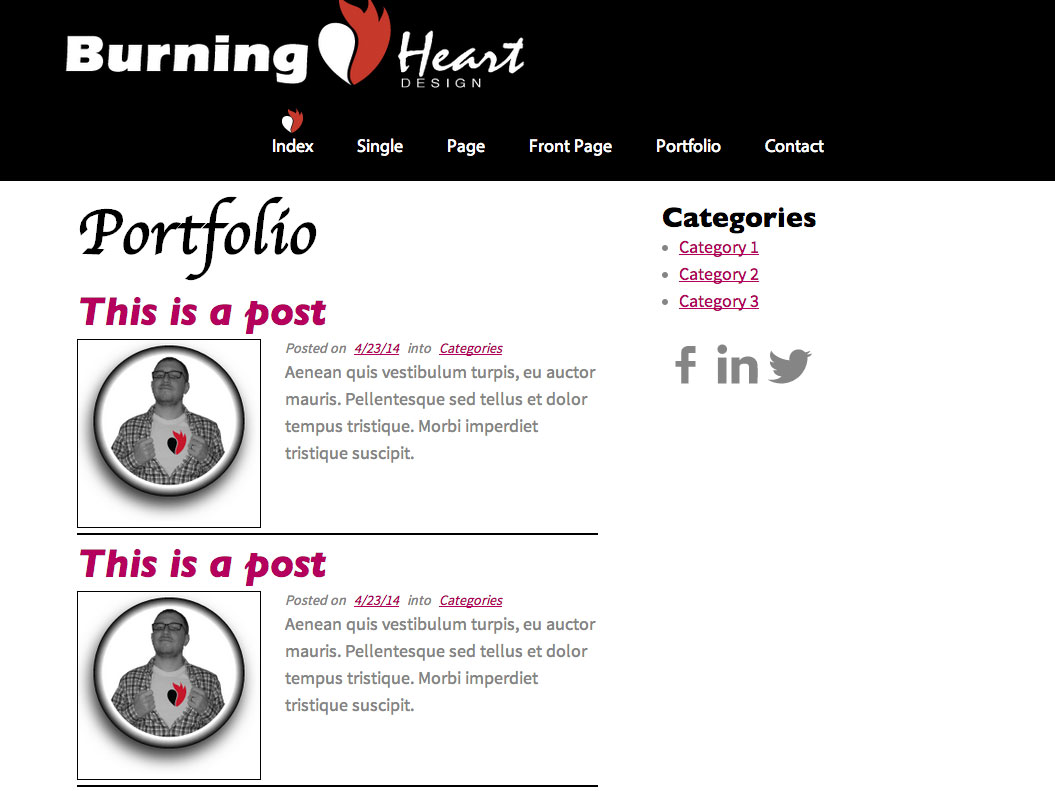 Burning Heart
DESIGN
Index Single Page Front Page Portfolio Contact
Portfolio
This is a post
Posted on 4/23/14 into Categories
Aenean quis vestibulum turpis, eu auctor
mauris. Pellentesque sed tellus et dolor
tempus tristique. Morbi imperdiet
tristique suscipit.
This is a post
Posted on 4/23/14 into Categories
Aenean quis vestibulum turpis, eu auctor
mauris. Pellentesque sed tellus et dolor
tempus tristique. Morbi imperdiet
tristique suscipit.
Categories
Category 1
Category 2
Category 3
f in